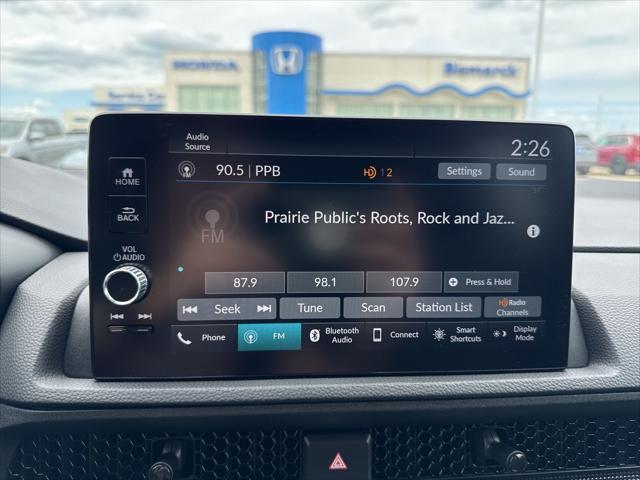 HONDA
Bismarck
Service
Audio Source
2:26
HOME
FM
90.5 | PPB
HD 1 2
Settings
Sound
BACK
Prairie Public's Roots, Rock and Jaz...
FM
i
VOL
AUDIO
87.9
98.1
107.9
Press & Hold
Seek
Tune
Scan
Station List
HD Radio Channels
Phone
FM
Bluetooth Audio
Connect
Smart Shortcuts
Display Mode